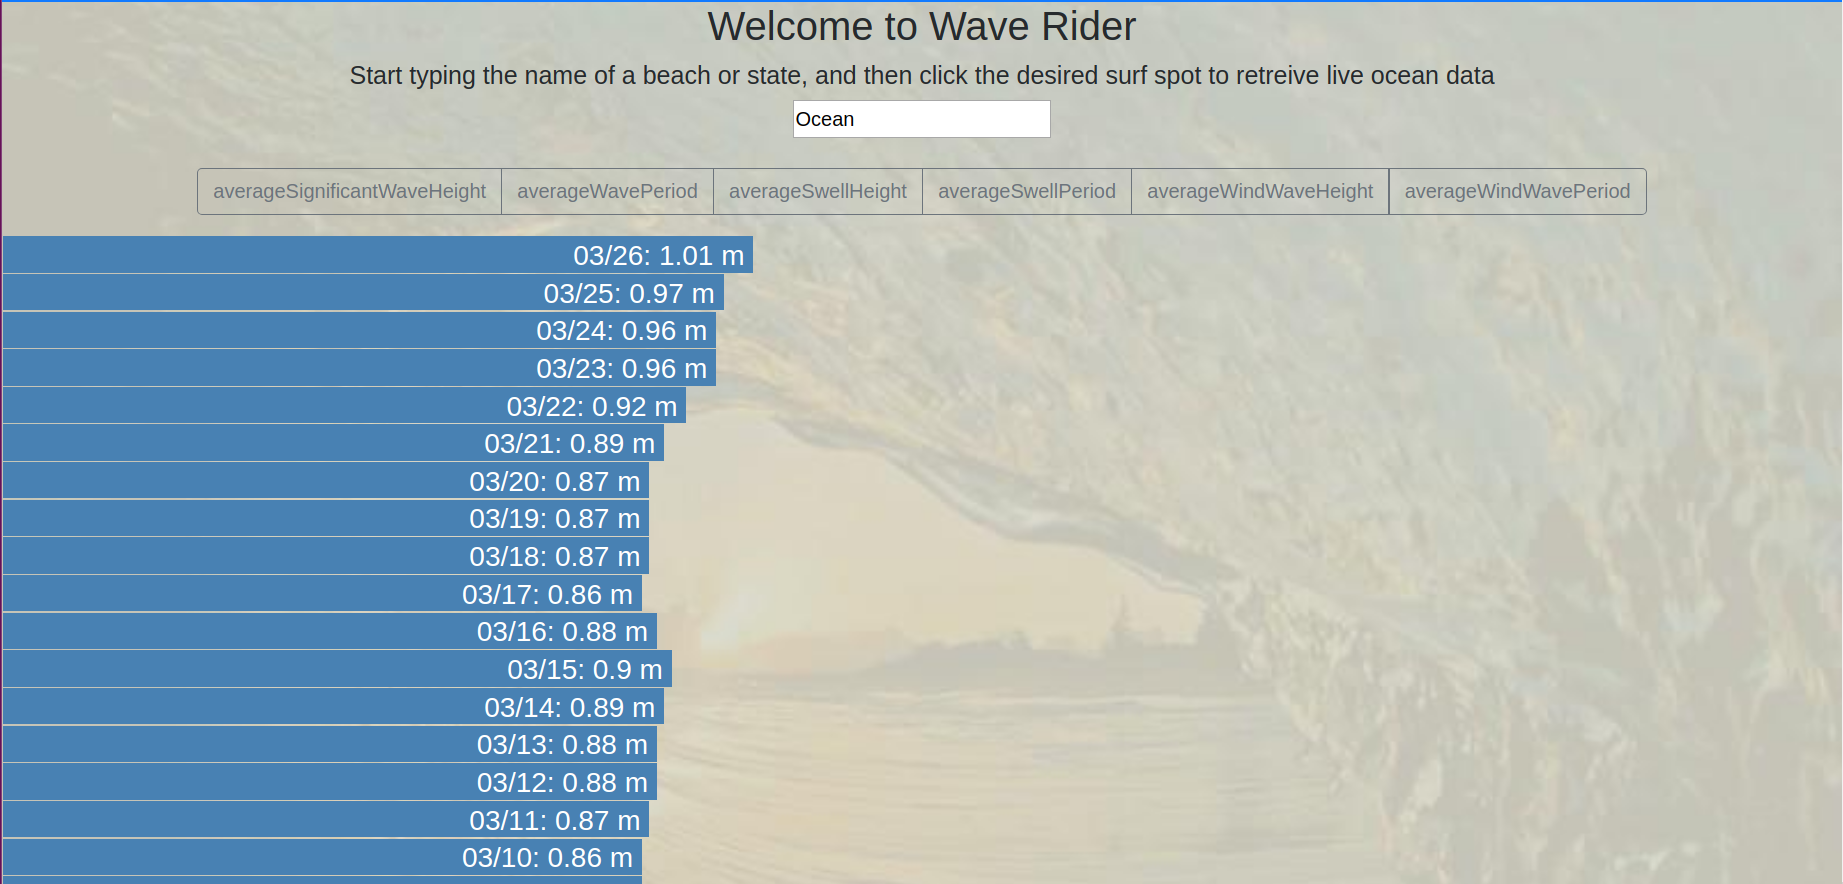 Welcome to Wave Rider
Start typing the name of a beach or state, and then click the desired surf spot to retreive live ocean data
Ocean
averageSignificantWaveHeight averageWavePeriod averageSwellHeight averageSwellPeriod averageWindWaveHeight averageWindWavePeriod
03/26: 1.01 m
03/25: 0.97 m
03/24: 0.96 m
03/23: 0.96 m
03/22: 0.92 m
03/21: 0.89 m
03/20: 0.87 m
03/19: 0.87 m
03/18: 0.87 m
03/17: 0.86 m
03/16: 0.88 m
03/15: 0.9 m
03/14: 0.89 m
03/13: 0.88 m
03/12: 0.88 m
03/11: 0.87 m
03/10: 0.86 m